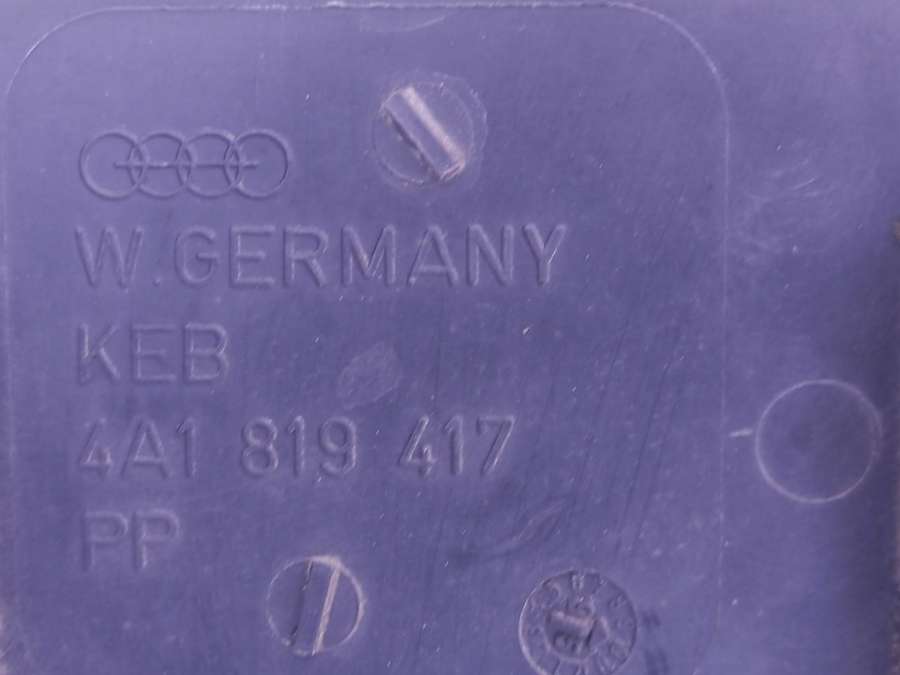 W.GERMANY
KEB
4A1 819 417
PP